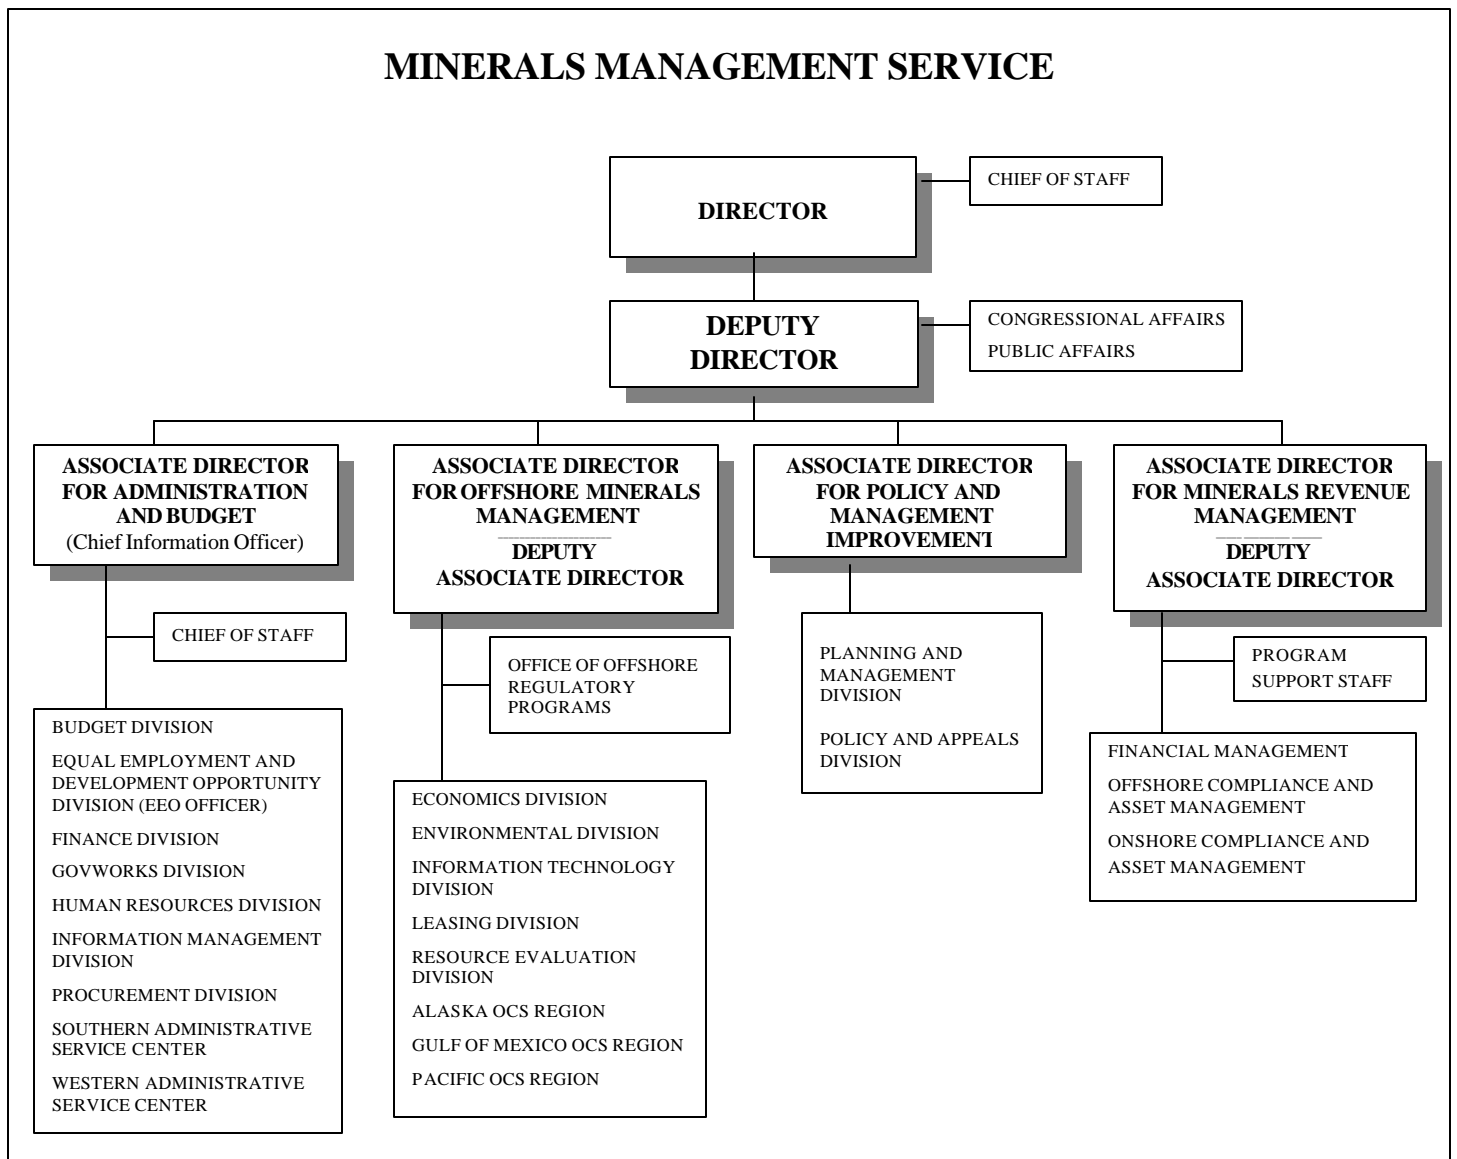 MINERALS MANAGEMENT SERVICE
DIRECTOR
CHIEF OF STAFF
DEPUTY
DIRECTOR
CONGRESSIONAL AFFAIRS
PUBLIC AFFAIRS
ASSOCIATE DIRECTOR
FOR ADMINISTRATION
AND BUDGET
(Chief Information Officer)
CHIEF OF STAFF
BUDGET DIVISION
EQUAL EMPLOYMENT AND
DEVELOPMENT OPPORTUNITY
DIVISION (EEO OFFICER)
FINANCE DIVISION
GOVWORKS DIVISION
HUMAN RESOURCES DIVISION
INFORMATION MANAGEMENT
DIVISION
PROCUREMENT DIVISION
SOUTHERN ADMINISTRATIVE
SERVICE CENTER
WESTERN ADMINISTRATIVE
SERVICE CENTER
ASSOCIATE DIRECTOR
FOR OFFSHORE MINERALS
MANAGEMENT
DEPUTY
ASSOCIATE DIRECTOR
OFFICE OF OFFSHORE
REGULATORY
PROGRAMS
ECONOMICS DIVISION
ENVIRONMENTAL DIVISION
INFORMATION TECHNOLOGY
DIVISION
LEASING DIVISION
RESOURCE EVALUATION
DIVISION
ALASKA OCS REGION
GULF OF MEXICO OCS REGION
PACIFIC OCS REGION
ASSOCIATE DIRECTOR
FOR POLICY AND
MANAGEMENT
IMPROVEMENT
PLANNING AND
MANAGEMENT
DIVISION
POLICY AND APPEALS
DIVISION
ASSOCIATE DIRECTOR
FOR MINERALS REVENUE
MANAGEMENT
DEPUTY
ASSOCIATE DIRECTOR
PROGRAM
SUPPORT STAFF
FINANCIAL MANAGEMENT
OFFSHORE COMPLIANCE AND
ASSET MANAGEMENT
ONSHORE COMPLIANCE AND
ASSET MANAGEMENT